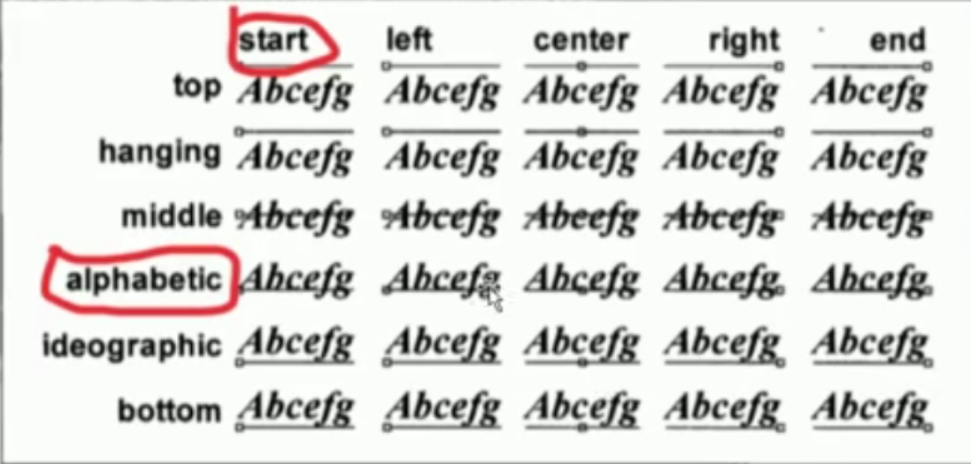 start left center right end
top Abcefg Abcefg Abcefg Abcefg Abcefg
hanging Abcefg Abcefg Abcefg Abcefg Abcefg
middle Abcefg Abcefg Abcefg Abcefg Abcefg
alphabetic Abcefg Abcefg Abcefg Abcefg Abcefg
ideographic Abcefg Abcefg Abcefg Abcefg Abcefg
bottom Abcefg Abcefg Abcefg Abcefg Abcefg